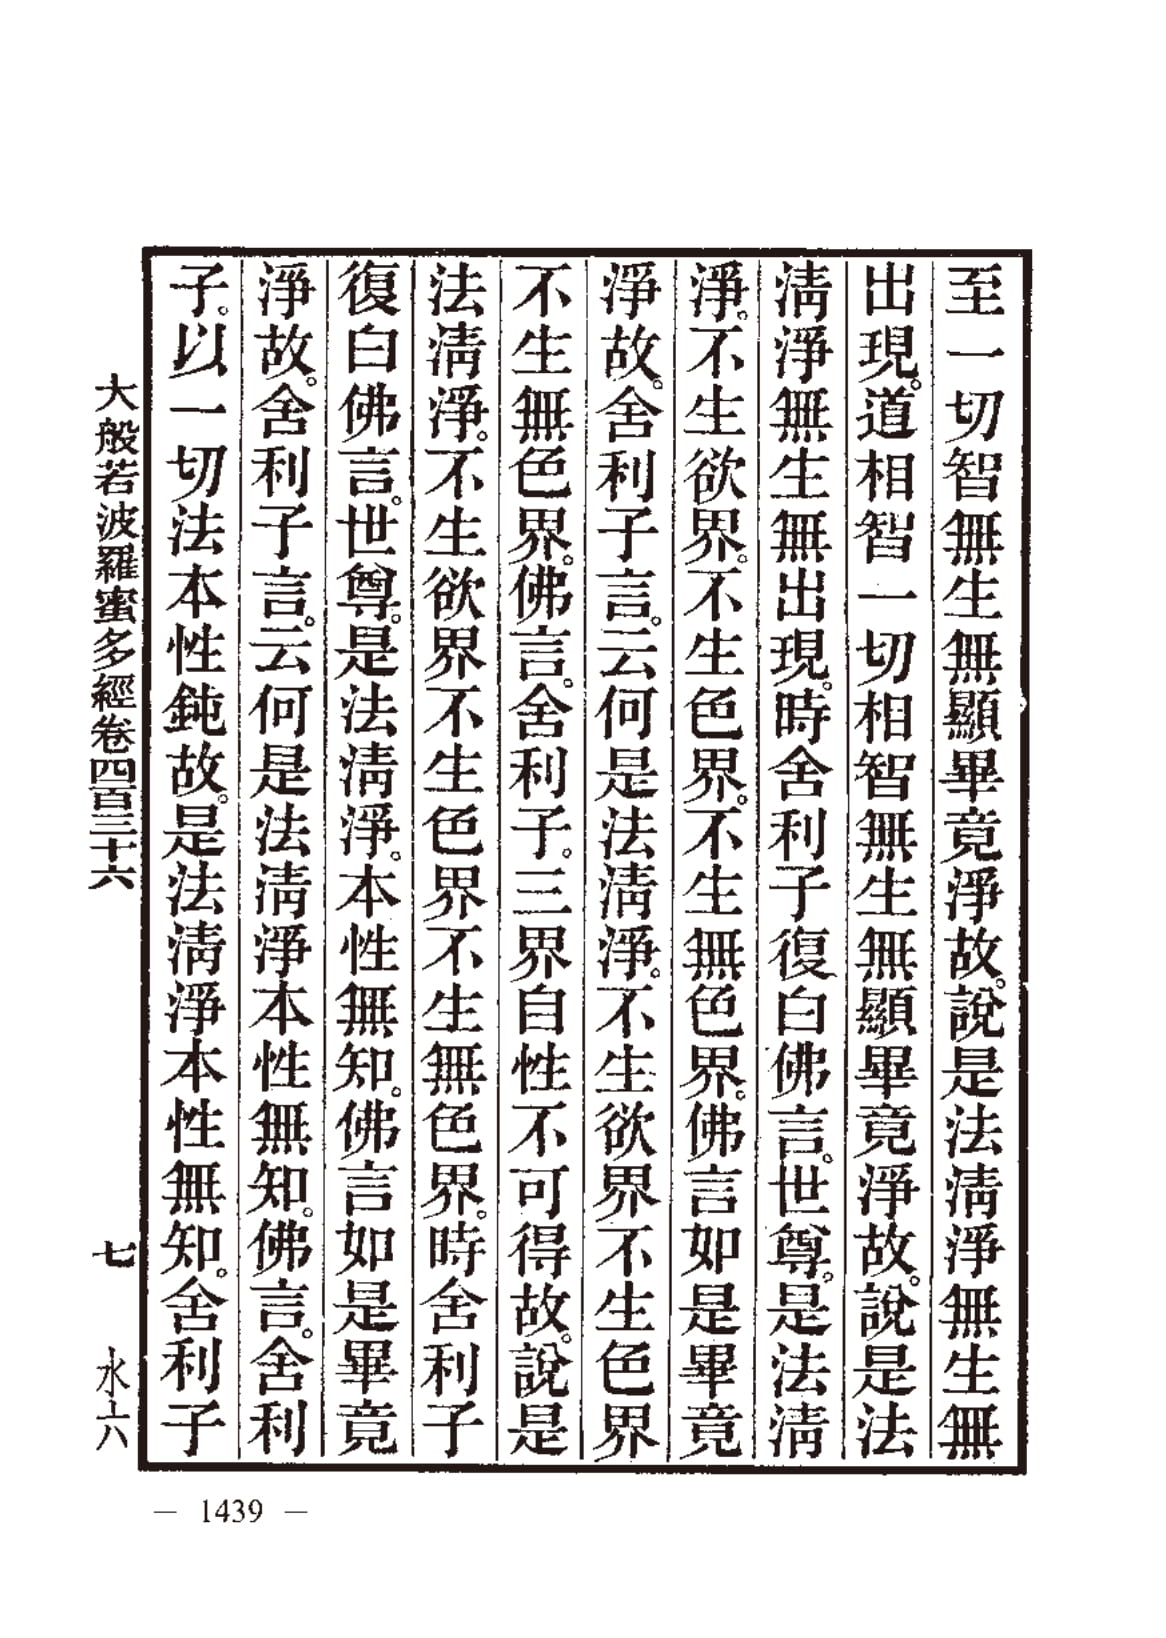 至一切智無生無顯畢竟淨故。說是法清淨無生無
出現。道相智一切相智無生無顯畢竟淨故。說是法
清淨無生無出現。時舍利子復白佛言。世尊。是法清
淨。不生欲界。不生色界。不生無色界。佛言如是畢竟
淨故。舍利子言。云何是法清淨。不生欲界不生色界
不生無色界。佛言。舍利子。三界自性不可得故。說是
法清淨。不生欲界不生色界不生無色界。時舍利子
復白佛言。世尊。是法清淨。本性無知。佛言如是畢竟
淨故。舍利子言。云何是法清淨本性無知。佛言。舍利
子。以一切法本性鈍故。是法清淨本性無知。舍利子
大般若波羅蜜多經卷四百三十六 七 水六
— 1439 —